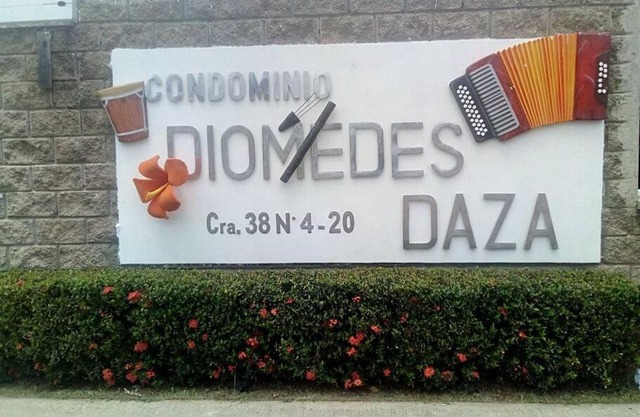 CONDOMINIO
DIOMEDES
DAZA
Cra. 38 N° 4-20